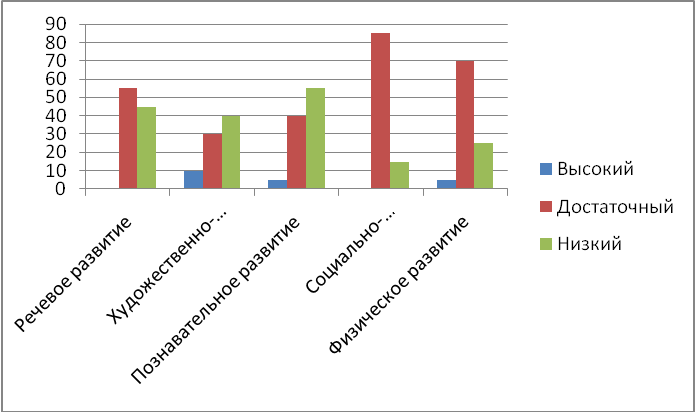 90
80
70
60
50
40
30
20
10
0
Речевое развитие
Художественно-...
Познавательное развитие
Социально-...
Физическое развитие
Высокий
Достаточный
Низкий